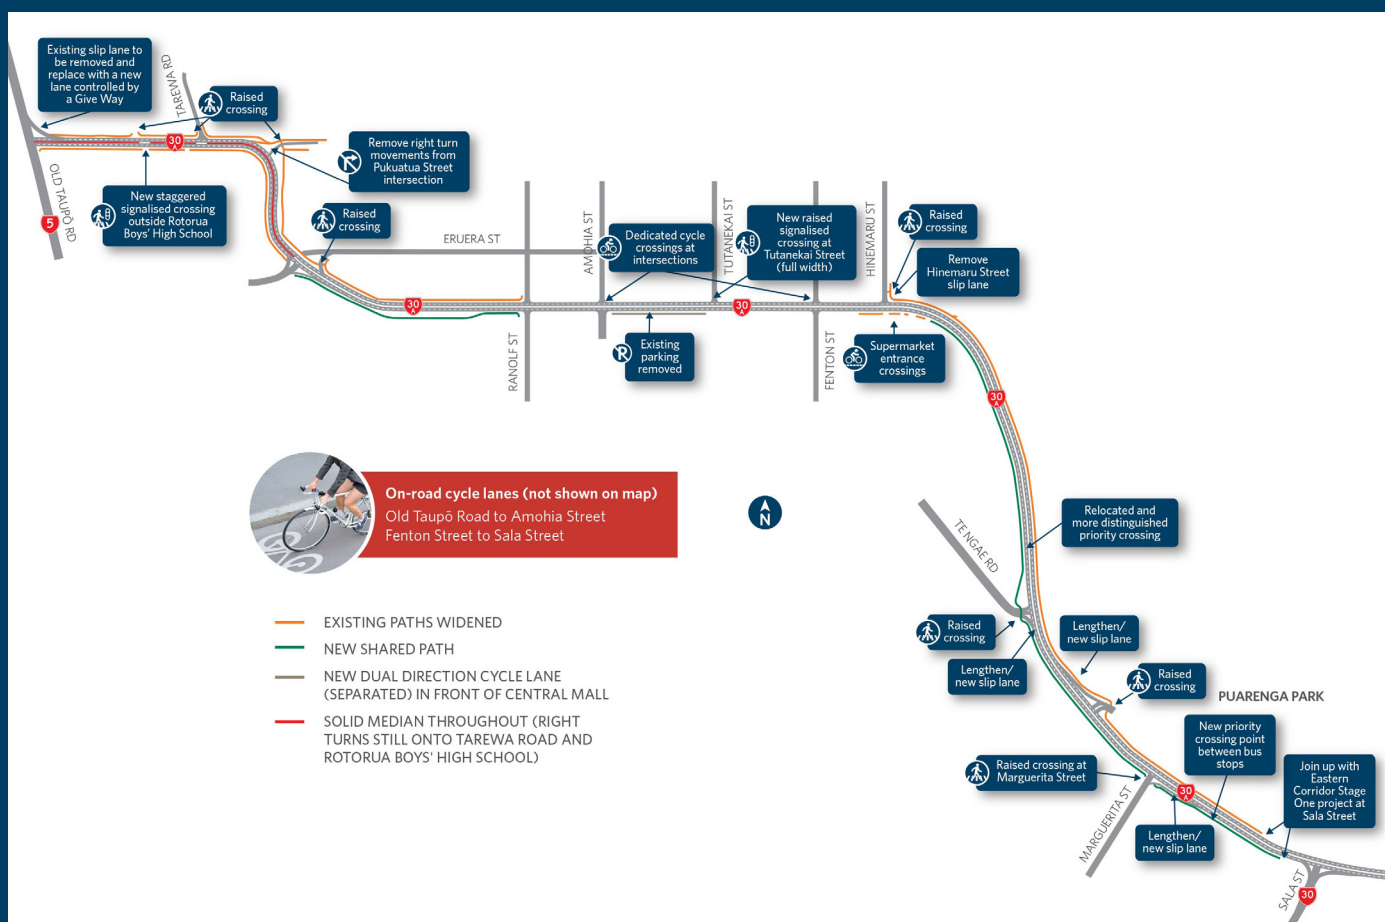 Existing slip lane to
be removed and
replace with a new
lane controlled by
a Give Way
TAREWA RD
Raised
crossing
30
A
Remove right turn
movements from
Pukuatua Street
intersection
OLD TAUPŌ RD
5
New staggered
signalised crossing
outside Rotorua
Boys' High School
Raised
crossing
ERUERA ST
AMOHIA ST
Dedicated cycle
crossings at
intersections
TUTANEKAI ST
New raised
signalised
crossing at
Tutanekai Street
(full width)
HINEMARU ST
Raised
crossing
Remove
Hinemaru Street
slip lane
30
A
30
A
RANOLF ST
Existing
parking
removed
FENTON ST
Supermarket
entrance
crossings
30
A
On-road cycle lanes (not shown on map)
Old Taupō Road to Amohia Street
Fenton Street to Sala Street
N
Relocated and
more distinguished
priority crossing
TE NGAE RD
Raised
crossing
Lengthen/
new slip lane
Lengthen/
new slip lane
Raised
crossing
PUARENGA PARK
EXISTING PATHS WIDENED
NEW SHARED PATH
NEW DUAL DIRECTION CYCLE LANE
(SEPARATED) IN FRONT OF CENTRAL MALL
SOLID MEDIAN THROUGHOUT (RIGHT
TURNS STILL ONTO TAREWA ROAD AND
ROTORUA BOYS' HIGH SCHOOL)
New priority
crossing point
between bus
stops
Raised crossing at
Marguerita Street
Join up with
Eastern
Corridor Stage
One project at
Sala Street
30
A
MARGUERITA ST
Lengthen/
new slip lane
SALA ST
30